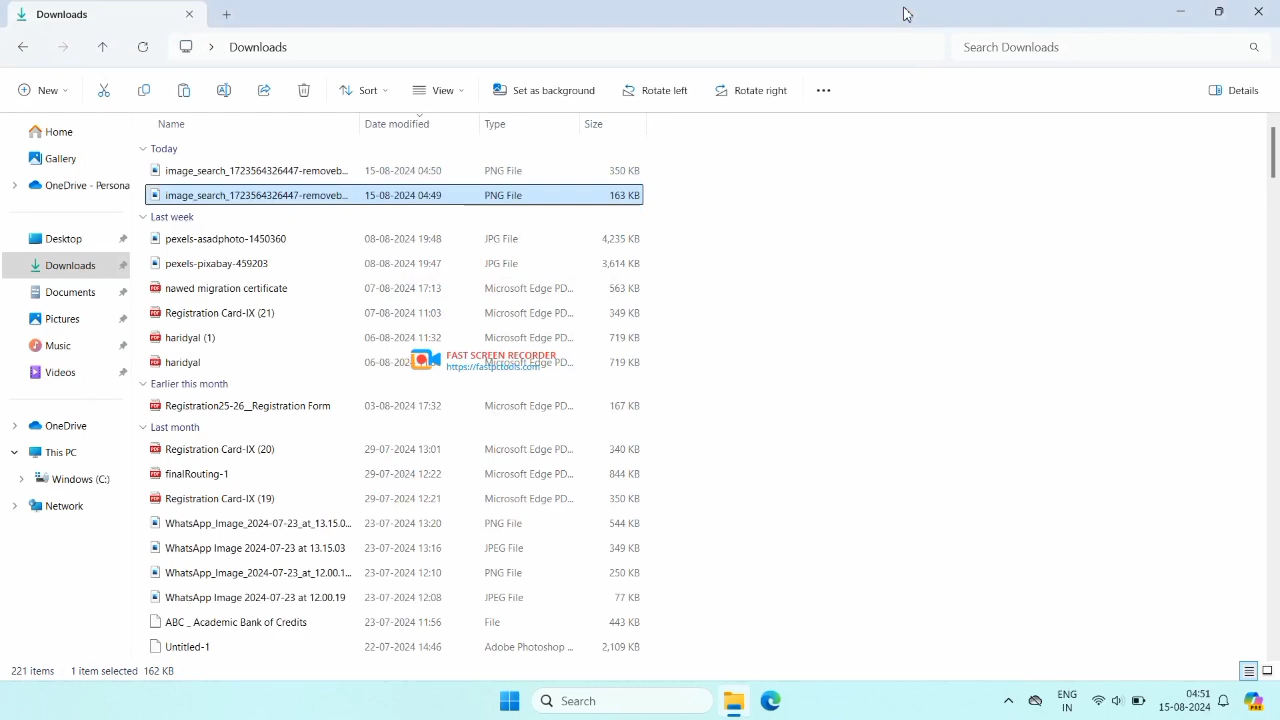 Downloads
Downloads
Search Downloads
New
Sort
View
Set as background
Rotate left
Rotate right
Details
Name
Date modified
Type
Size
Home
Gallery
OneDrive - Persona
Desktop
Downloads
Documents
Pictures
Music
Videos
OneDrive
This PC
Windows (C:)
Network
Today
image_search_1723564326447-removeb... 15-08-2024 04:50 PNG File 350 KB
image_search_1723564326447-removeb... 15-08-2024 04:49 PNG File 163 KB
Last week
pexels-asadphoto-1450360 08-08-2024 19:48 JPG File 4,235 KB
pexels-pixabay-459203 08-08-2024 19:47 JPG File 3,614 KB
nawed migration certificate 07-08-2024 17:13 Microsoft Edge PD... 563 KB
Registration Card-IX (21) 07-08-2024 11:03 Microsoft Edge PD... 349 KB
haridyal (1) 06-08-2024 11:32 Microsoft Edge PD... 719 KB
haridyal 06-08- Microsoft Edge PD... 719 KB
FAST SCREEN RECORDER
https://fastpctools.com
Earlier this month
Registration25-26__Registration Form 03-08-2024 17:32 Microsoft Edge PD... 167 KB
Last month
Registration Card-IX (20) 29-07-2024 13:01 Microsoft Edge PD... 340 KB
finalRouting-1 29-07-2024 12:22 Microsoft Edge PD... 844 KB
Registration Card-IX (19) 29-07-2024 12:21 Microsoft Edge PD... 350 KB
WhatsApp_Image_2024-07-23_at_13.15.0... 23-07-2024 13:20 PNG File 544 KB
WhatsApp Image 2024-07-23 at 13.15.03 23-07-2024 13:16 JPEG File 349 KB
WhatsApp_Image_2024-07-23_at_12.00.1... 23-07-2024 12:10 PNG File 250 KB
WhatsApp Image 2024-07-23 at 12.00.19 23-07-2024 12:08 JPEG File 77 KB
ABC _ Academic Bank of Credits 23-07-2024 11:56 File 443 KB
Untitled-1 22-07-2024 14:46 Adobe Photoshop ... 2,109 KB
221 items 1 item selected 162 KB
Search
ENG
IN
04:51
15-08-2024